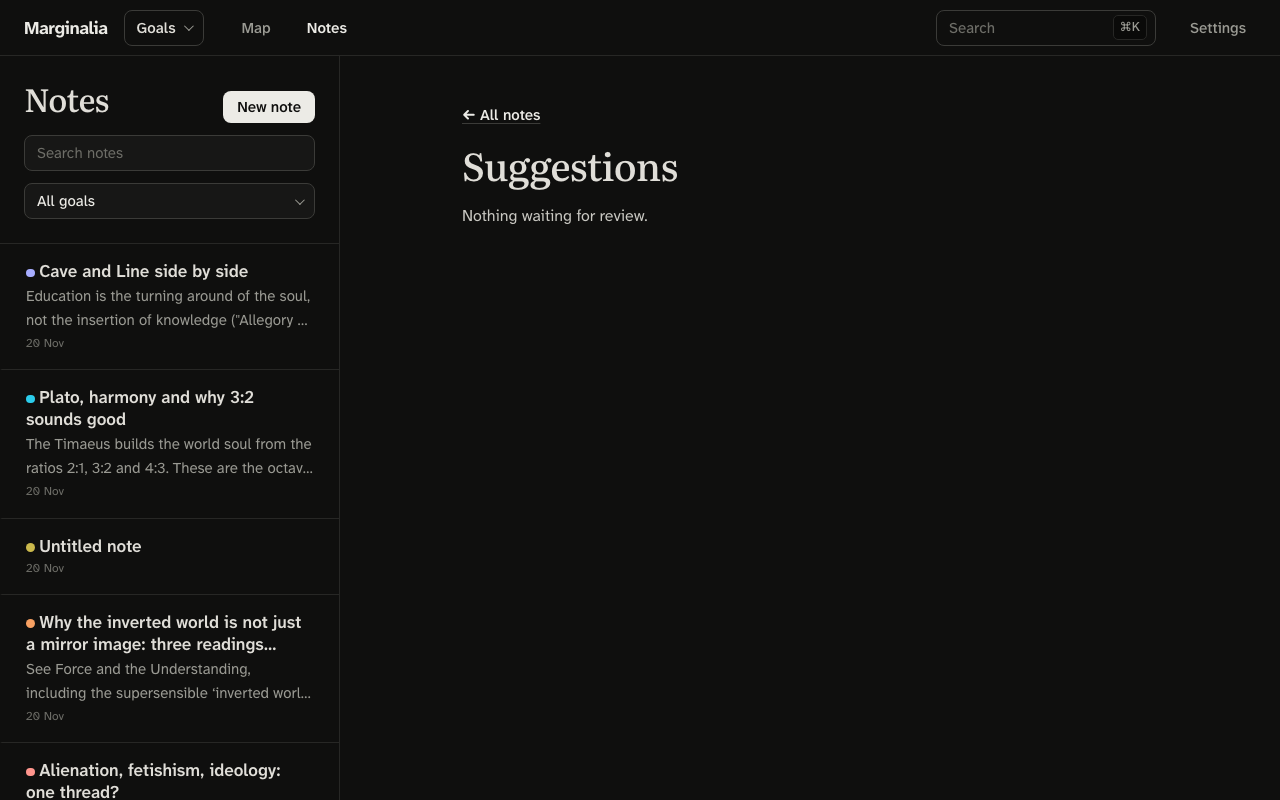 Marginalia
Goals
Map
Notes
Search
⌘K
Settings
Notes
New note
Search notes
All goals
Cave and Line side by side
Education is the turning around of the soul,
not the insertion of knowledge ("Allegory ...
20 Nov
Plato, harmony and why 3:2
sounds good
The Timaeus builds the world soul from the
ratios 2:1, 3:2 and 4:3. These are the octav...
20 Nov
Untitled note
20 Nov
Why the inverted world is not just
a mirror image: three readings...
See Force and the Understanding,
including the supersensible ‘inverted worl...
20 Nov
Alienation, fetishism, ideology:
one thread?
← All notes
Suggestions
Nothing waiting for review.